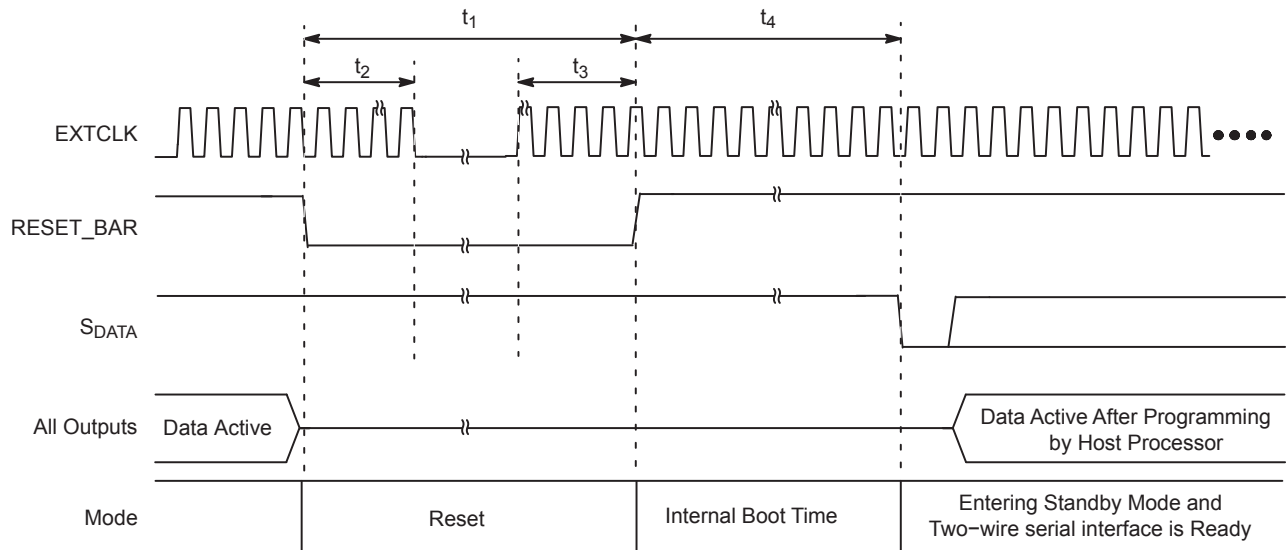 t1
t4
t2
t3
EXTCLK
RESET_BAR
SDATA
All Outputs
Data Active
Data Active After Programming
by Host Processor
Mode
Reset
Internal Boot Time
Entering Standby Mode and
Two−wire serial interface is Ready